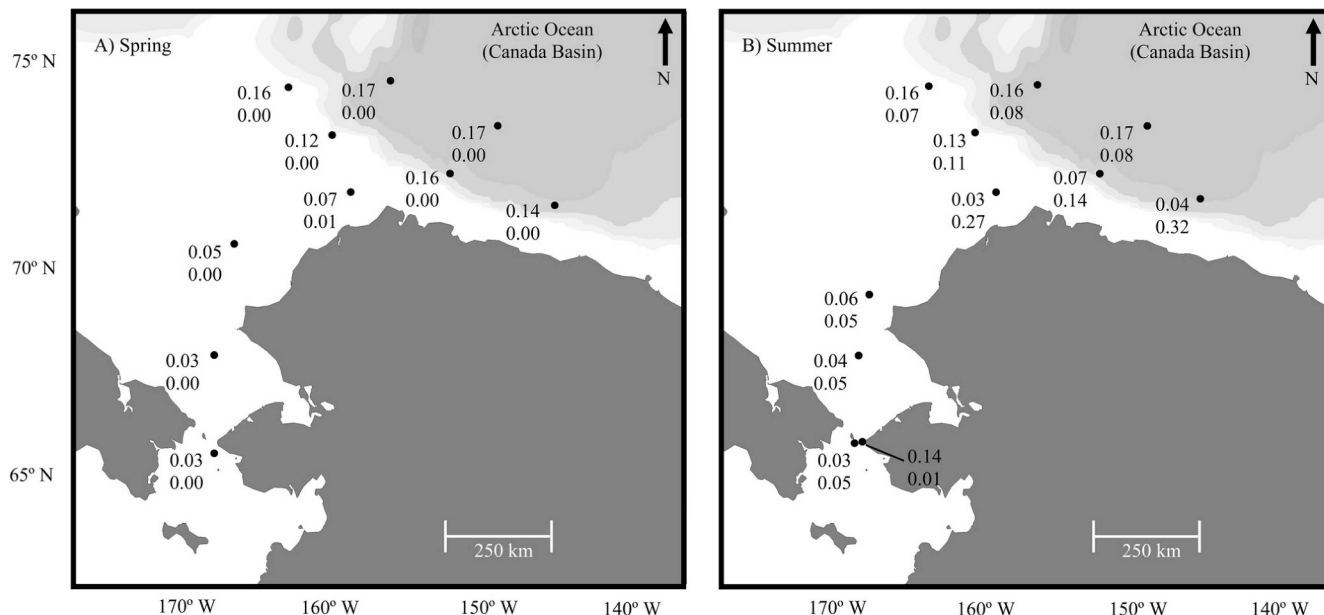 A) Spring
Arctic Ocean
(Canada Basin)
N
75º N
70º N
65º N
0.16
0.00
0.17
0.00
0.12
0.00
0.17
0.00
0.07
0.01
0.16
0.00
0.14
0.00
0.05
0.00
0.03
0.00
0.03
0.00
250 km
170º W
160º W
150º W
140º W
B) Summer
Arctic Ocean
(Canada Basin)
N
0.16
0.07
0.16
0.08
0.13
0.11
0.17
0.08
0.03
0.27
0.07
0.14
0.04
0.32
0.06
0.05
0.04
0.05
0.03
0.05
0.14
0.01
250 km
170º W
160º W
150º W
140º W